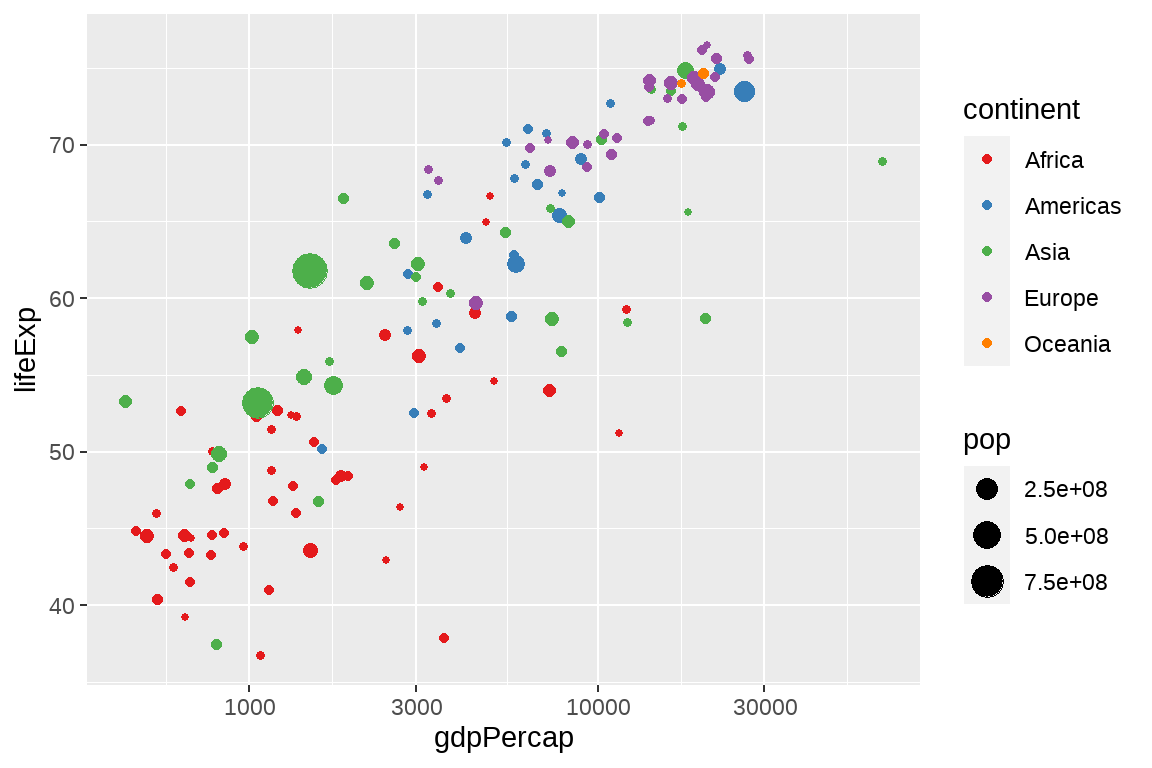 lifeExp
70
60
50
40
1000 3000 10000 30000
gdpPercap
continent
Africa
Americas
Asia
Europe
Oceania
pop
2.5e+08
5.0e+08
7.5e+08